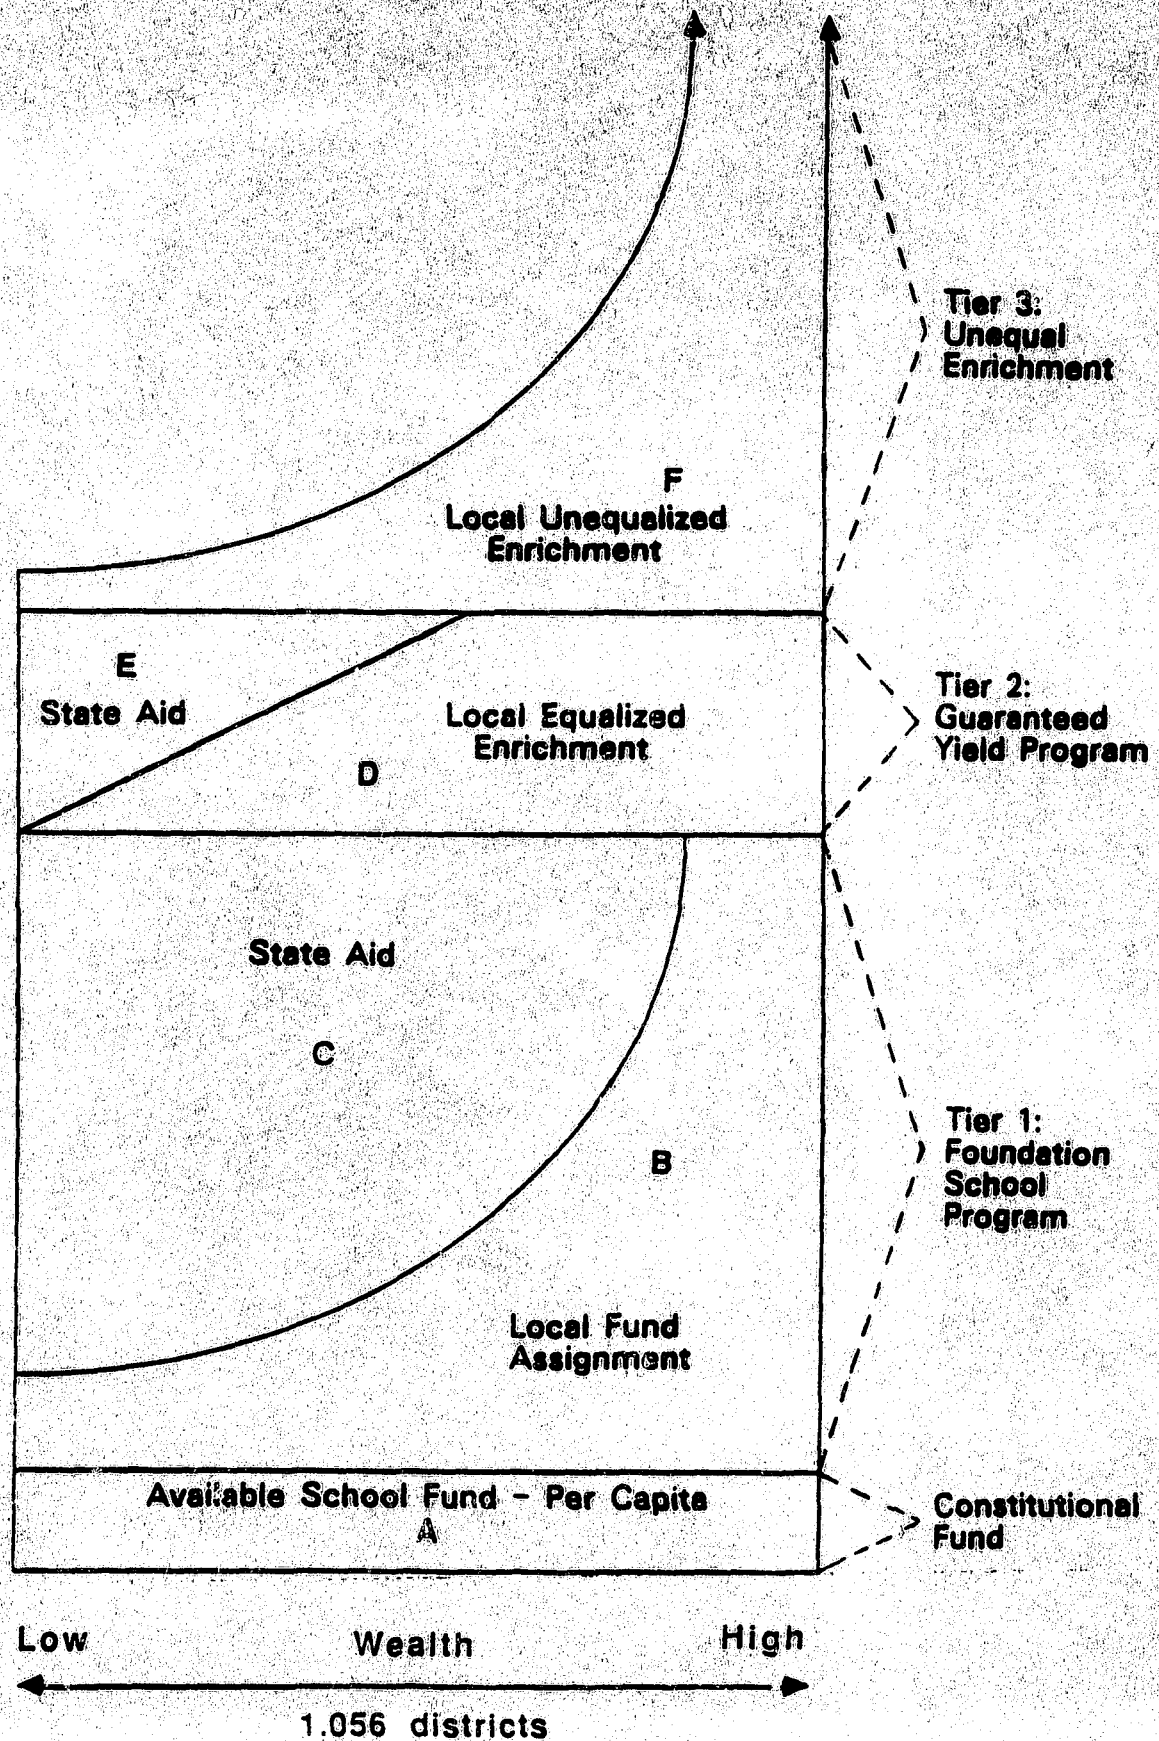 Tier 3:
Unequal
Enrichment
F
Local Unequalized
Enrichment
E
State Aid
Local Equalized
Enrichment
D
Tier 2:
Guaranteed
Yield Program
State Aid
C
B
Local Fund
Assignment
Tier 1:
Foundation
School
Program
Available School Fund - Per Capita
A
Constitutional
Fund
Low Wealth High
1.056 districts